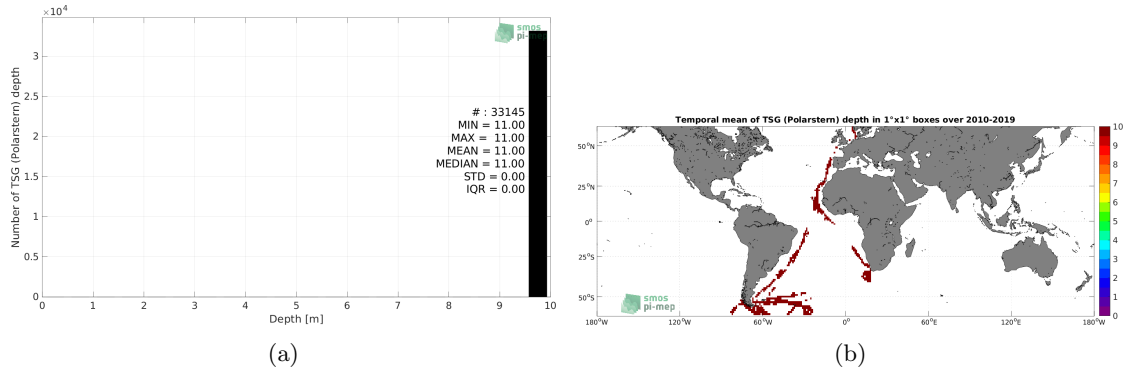 ×10⁴
smos
pi-mep
3
2.5
2
1.5
1
0.5
0
Number of TSG (Polarstern) depth
# : 33145
MIN = 11.00
MAX = 11.00
MEAN = 11.00
MEDIAN = 11.00
STD = 0.00
IQR = 0.00
0 1 2 3 4 5 6 7 8 9 10
Depth [m]
(a)
Temporal mean of TSG (Polarstern) depth in 1°x1° boxes over 2010-2019
50°N
25°N
0°
25°S
50°S
smos
pi-mep
180°W 120°W 60°W 0° 60°E 120°E 180°W
10
9
8
7
6
5
4
3
2
1
0
(b)